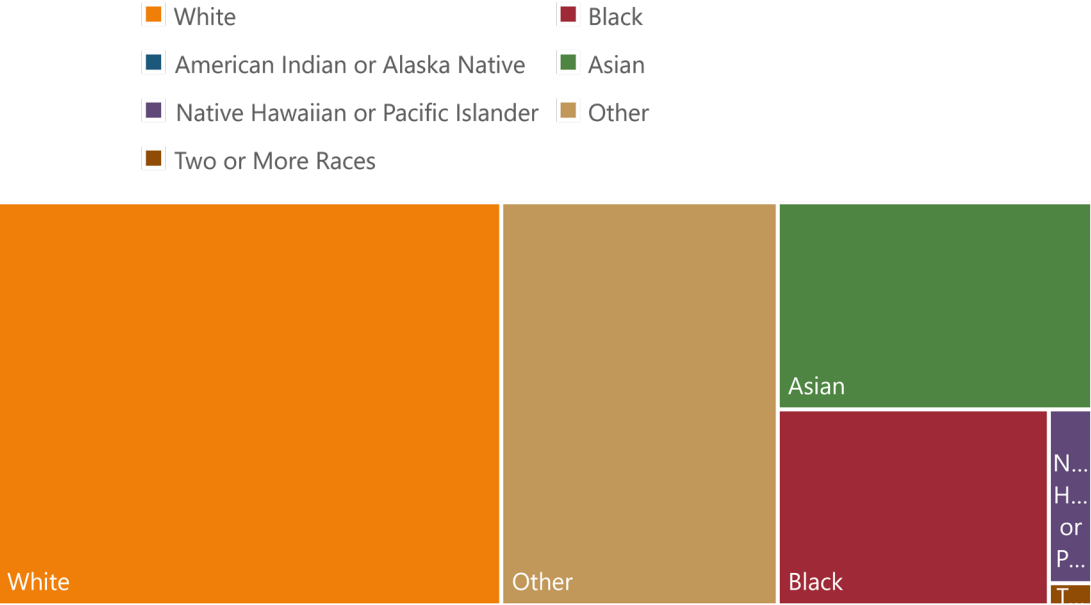 White
Black
American Indian or Alaska Native
Asian
Native Hawaiian or Pacific Islander
Other
Two or More Races
Asian
N...
H...
or
P...
White
Other
Black
T...